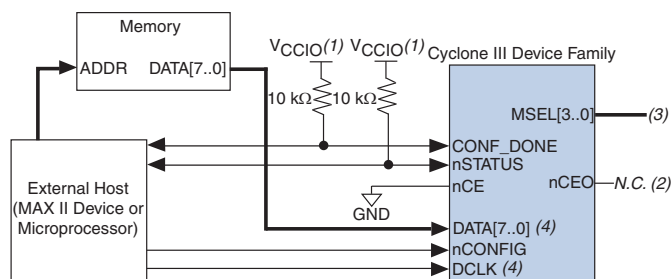 Memory
ADDR DATA[7..0]
VCCIO(1) VCCIO(1)
Cyclone III Device Family
10 kΩ 10 kΩ
MSEL[3..0] (3)
CONF_DONE
nSTATUS
nCE
nCEO N.C. (2)
GND
External Host
(MAX II Device or
Microprocessor)
DATA[7..0] (4)
nCONFIG
DCLK (4)